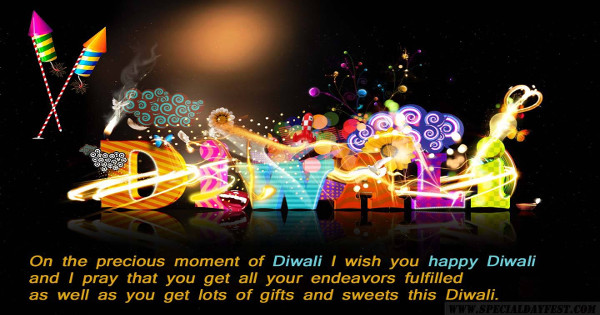 DiWALi
On the precious moment of Diwali I wish you happy Diwali
and I pray that you get all your endeavors fulfilled
as well as you get lots of gifts and sweets this Diwali.
WWW.SPECIALDAYFEST.COM